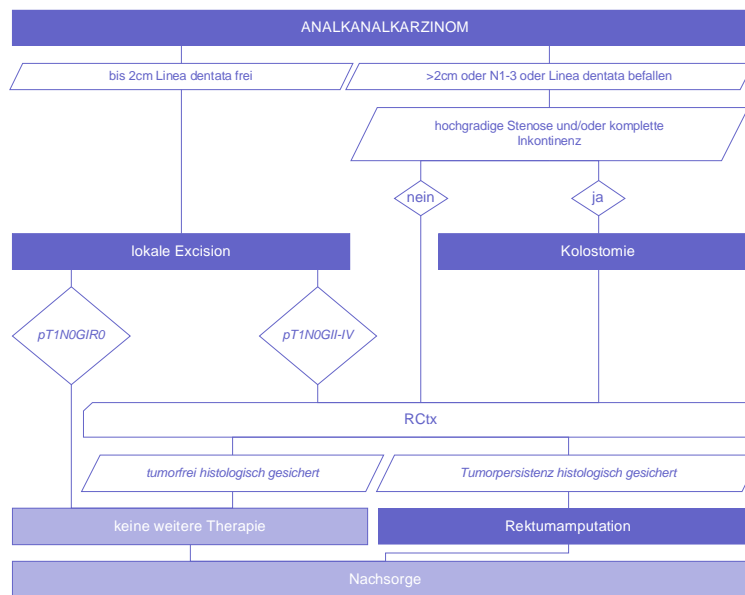 ANALKANALKARZINOM
bis 2cm Linea dentata frei
>2cm oder N1-3 oder Linea dentata befallen
hochgradige Stenose und/oder komplette
Inkontinenz
nein
ja
lokale Excision
Kolostomie
pT1N0GIR0
pT1N0GII-IV
RCtx
tumorfrei histologisch gesichert
Tumorpersistenz histologisch gesichert
keine weitere Therapie
Rektumamputation
Nachsorge